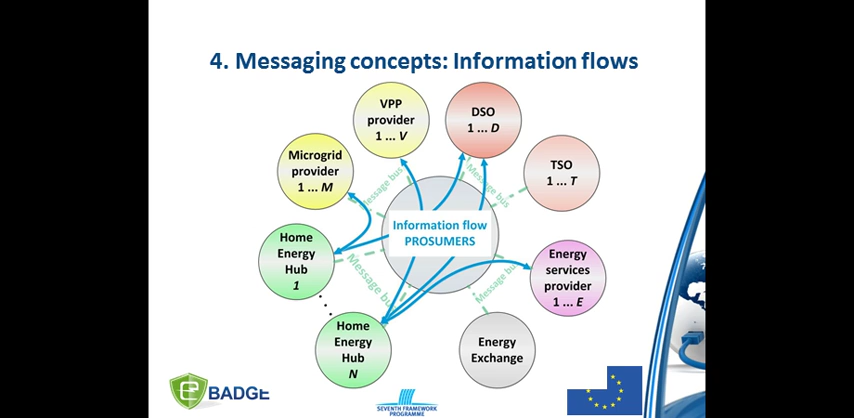 4. Messaging concepts: Information flows
VPP
provider
1 ... V
DSO
1 ... D
Microgrid
provider
1 ... M
TSO
1 ... T
Message bus
Message bus
Information flow
PROSUMERS
Home
Energy
Hub
1
Energy
services
provider
1 ... E
Message bus
Message bus
Home
Energy
Hub
N
Energy
Exchange
e
BADGE
SEVENTH FRAMEWORK
PROGRAMME